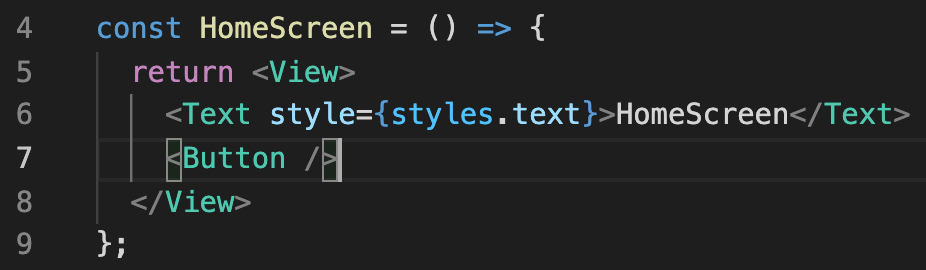 4 const HomeScreen = () => {
5 return <View>
6 <Text style={styles.text}>HomeScreen</Text>
7 <Button />
8 </View>
9 };